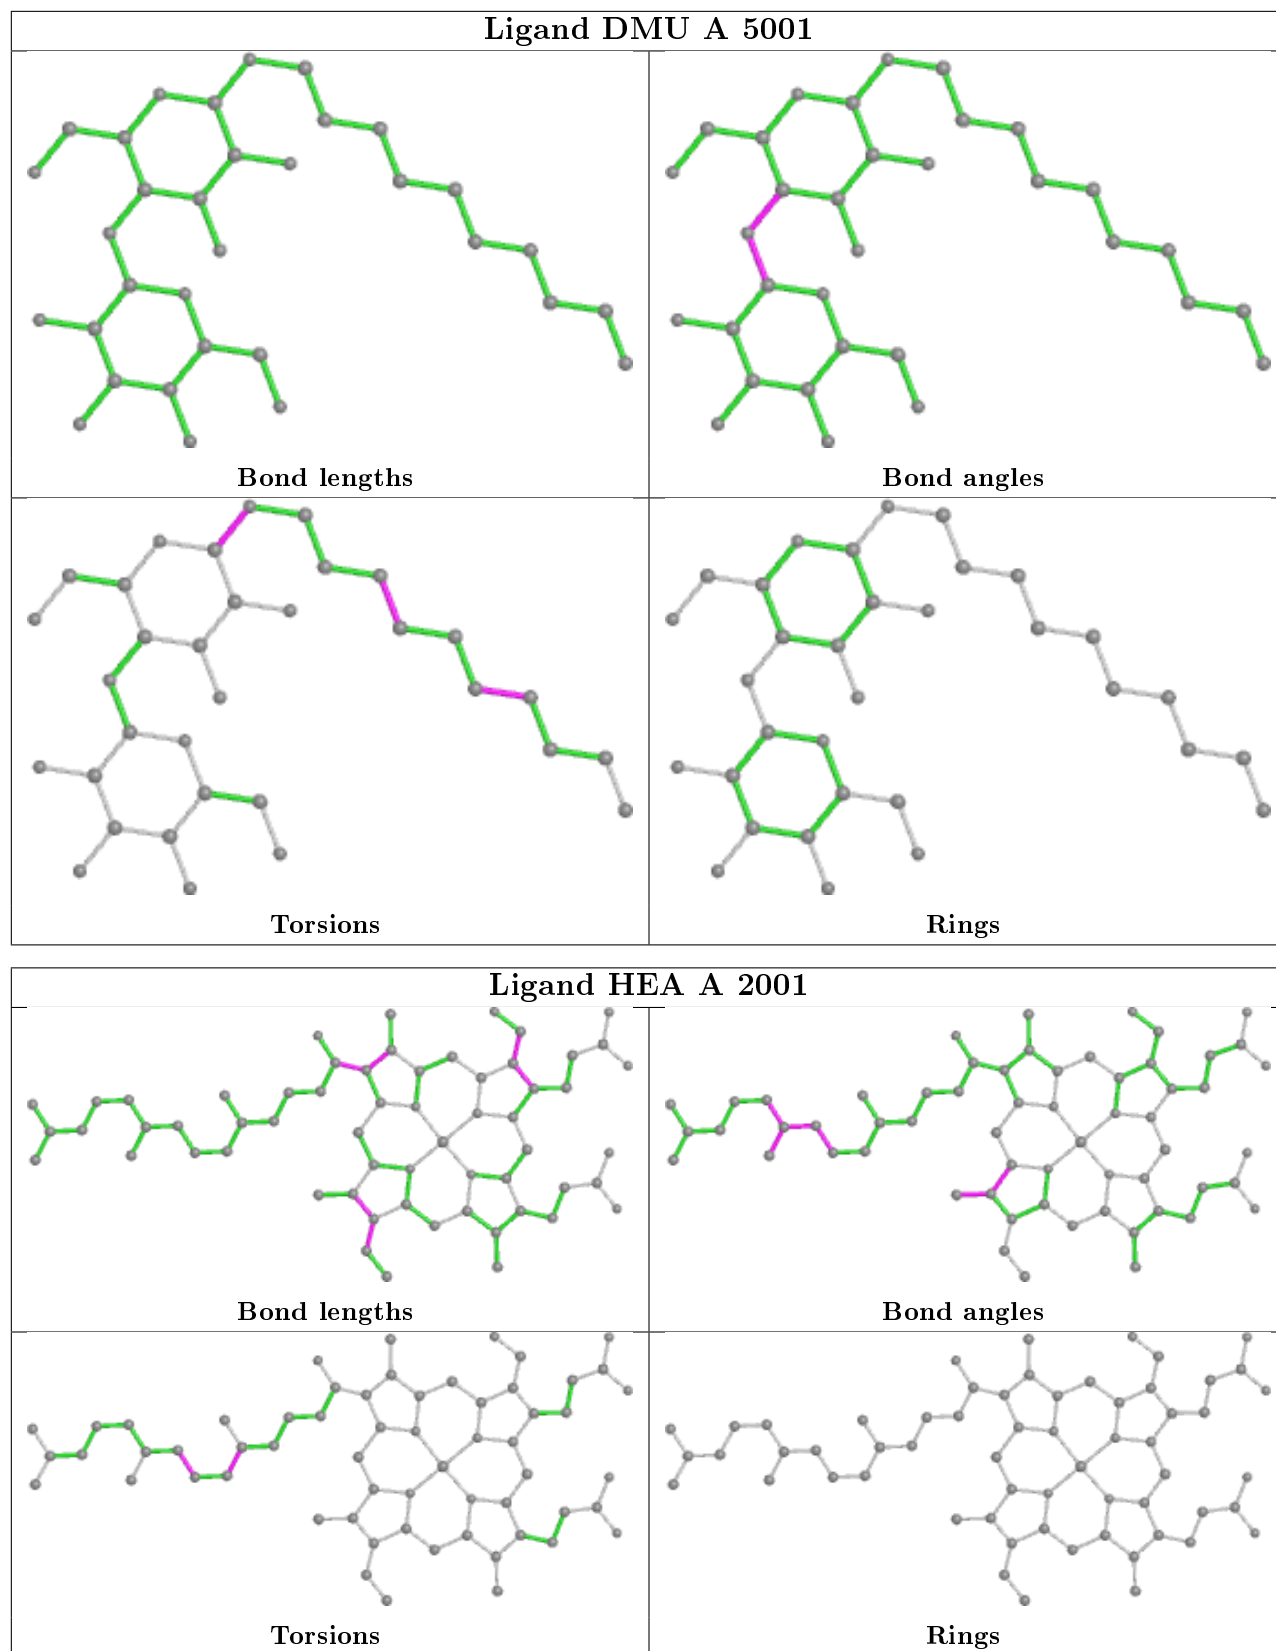 Ligand DMU A 5001
Bond lengths
Bond angles
Torsions
Rings
Ligand HEA A 2001
Bond lengths
Bond angles
Torsions
Rings